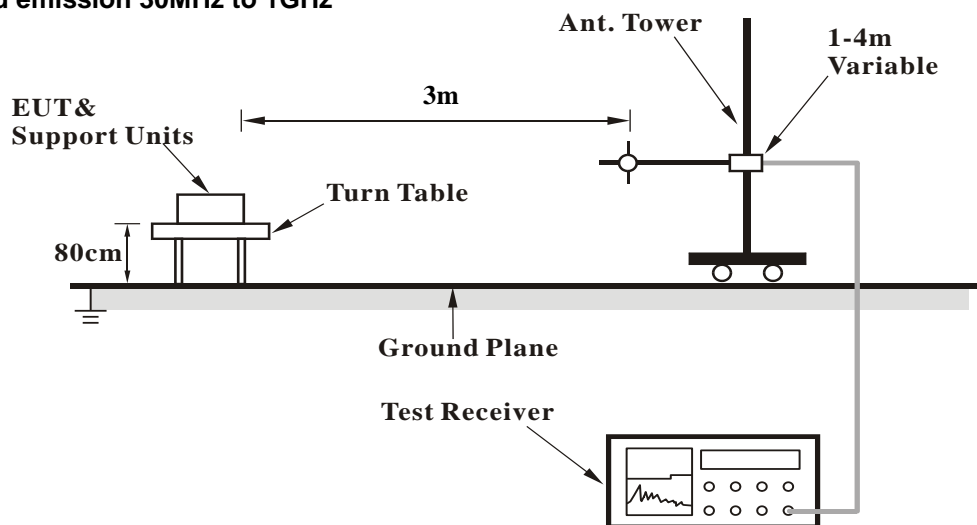 emission 30MHz to 1GHz
Ant. Tower
1-4m
Variable
3m
EUT&
Support Units
Turn Table
80cm
Ground Plane
Test Receiver